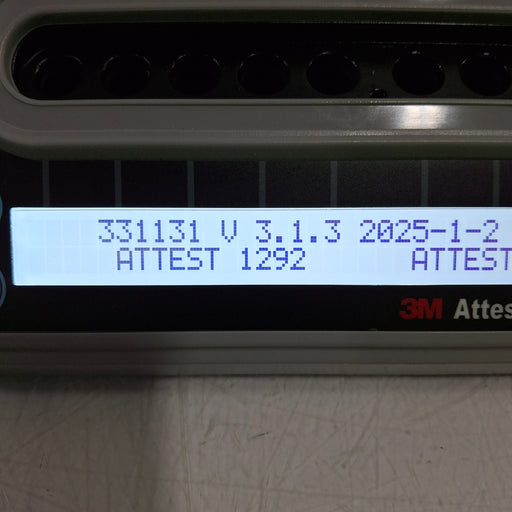 331131 V 3.1.3 2025-1-2
ATTEST 1292 ATTEST
3M Attes